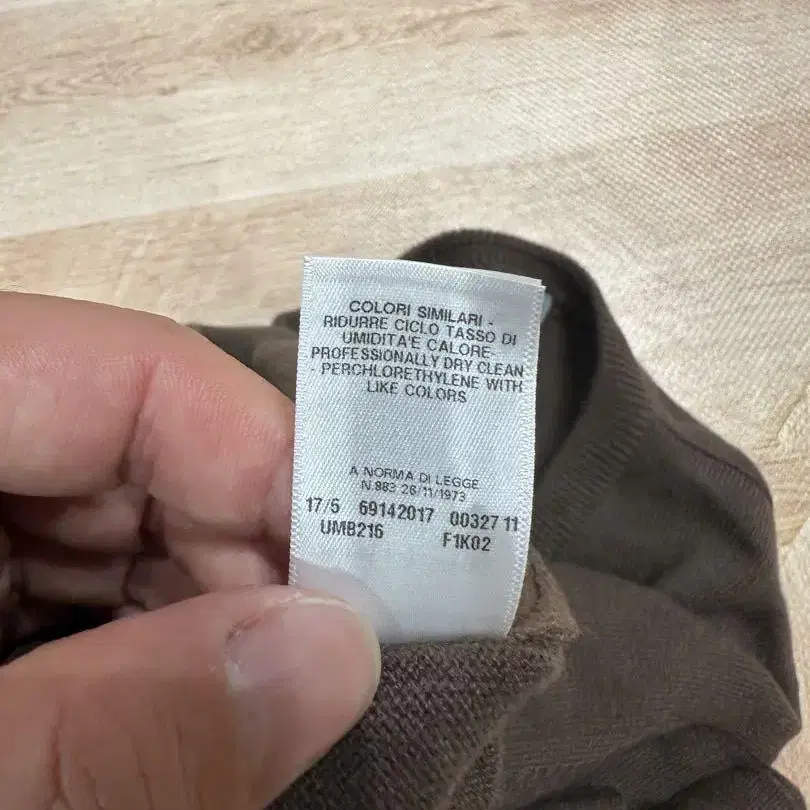 COLORI SIMILARI -
RIDURRE CICLO TASSO DI
UMIDITA'E CALORE
PROFESSIONALLY DRY CLEAN
- PERCHLORETHYLENE WITH
LIKE COLORS
A NORMA DI LEGGE
N.983 26/11/1973
17/5 69142017 00327 11
UMB216 F1K02